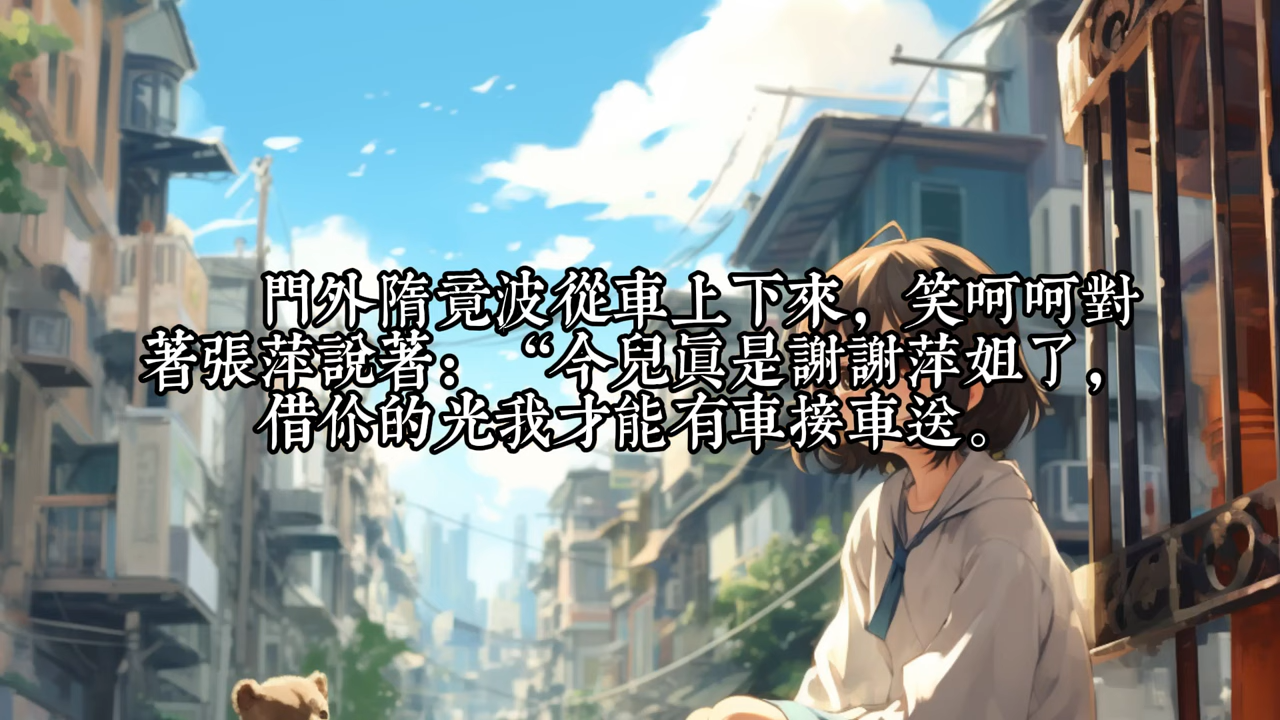 門外隋竟波從車上下來，笑呵呵對
著張萍說著：“今兒眞是謝謝萍姐了，
借你的光我才能有車接車送。